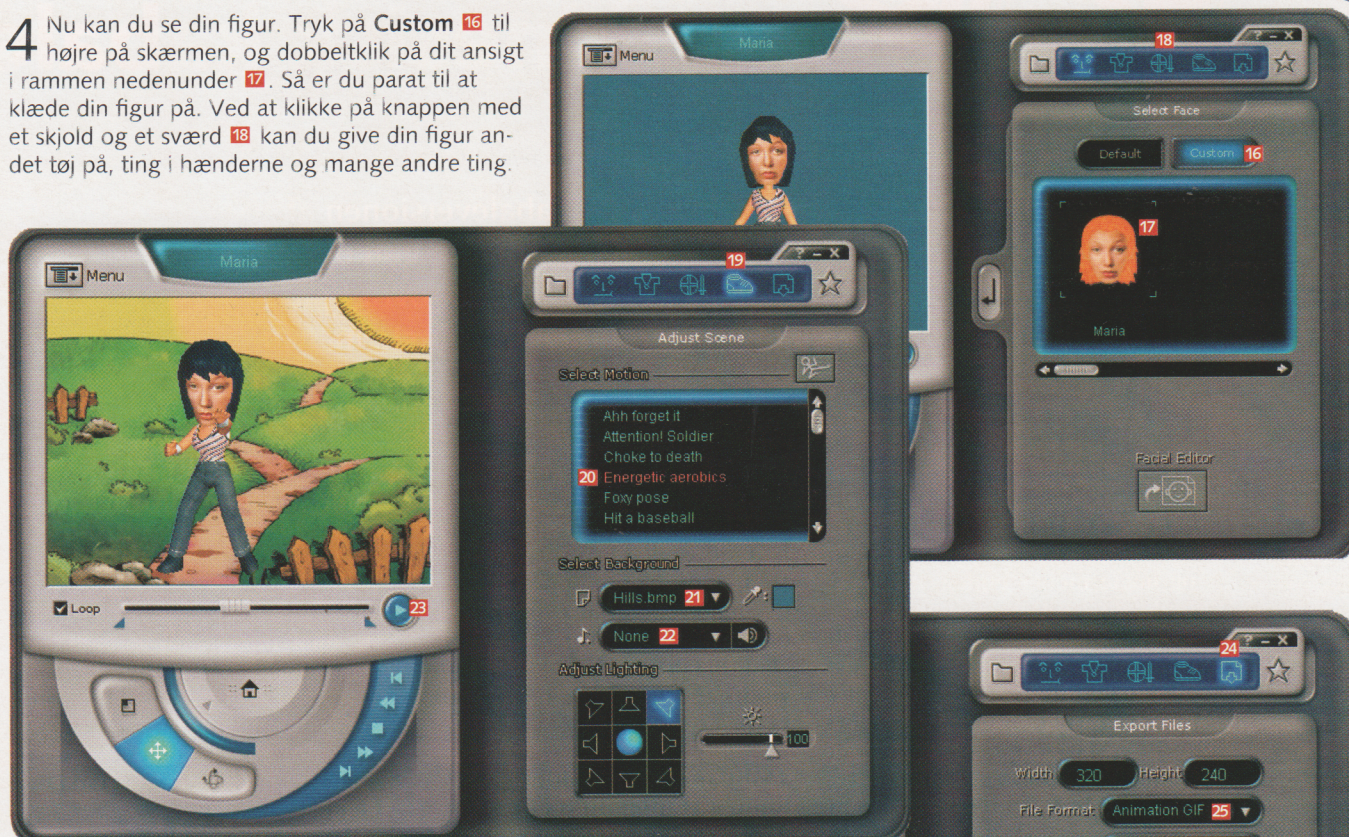 4 Nu kan du se din figur. Tryk på Custom 16 til
højre på skærmen, og dobbeltklik på dit ansigt
i rammen nedenunder 17. Så er du parat til at
klæde din figur på. Ved at klikke på knappen med
et skjold og et sværd 18 kan du give din figur an-
det tøj på, ting i hænderne og mange andre ting.
Menu
Maria
18
? – X
Select Face
Default
Custom 16
17
Maria
Facial Editor
Menu
Maria
Loop
23
19
? – X
Adjust Scene
Select Motion
Ahh forget it
Attention! Soldier
Choke to death
20 Energetic aerobics
Foxy pose
Hit a baseball
Select Background
Hills.bmp 21
None 22
Adjust Lighting
100
24
? – X
Export Files
Width 320 Height 240
File Format Animation GIF 25